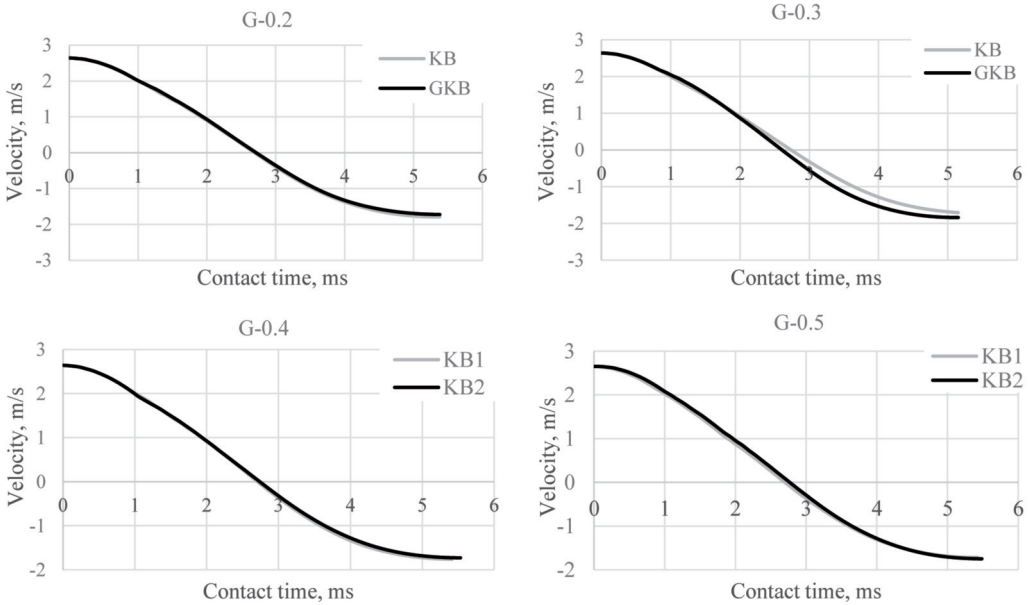 G-0.2
3
2
1
0
-1
-2
-3
Velocity, m/s
0 1 2 3 4 5 6
Contact time, ms
KB
GKB
G-0.3
3
2
1
0
-1
-2
-3
Velocity, m/s
0 1 2 3 4 5 6
Contact time, ms
KB
GKB
G-0.4
3
2
1
0
-1
-2
Velocity, m/s
0 1 2 3 4 5 6
Contact time, ms
KB1
KB2
G-0.5
3
2
1
0
-1
-2
Velocity, m/s
0 1 2 3 4 5 6
Contact time, ms
KB1
KB2